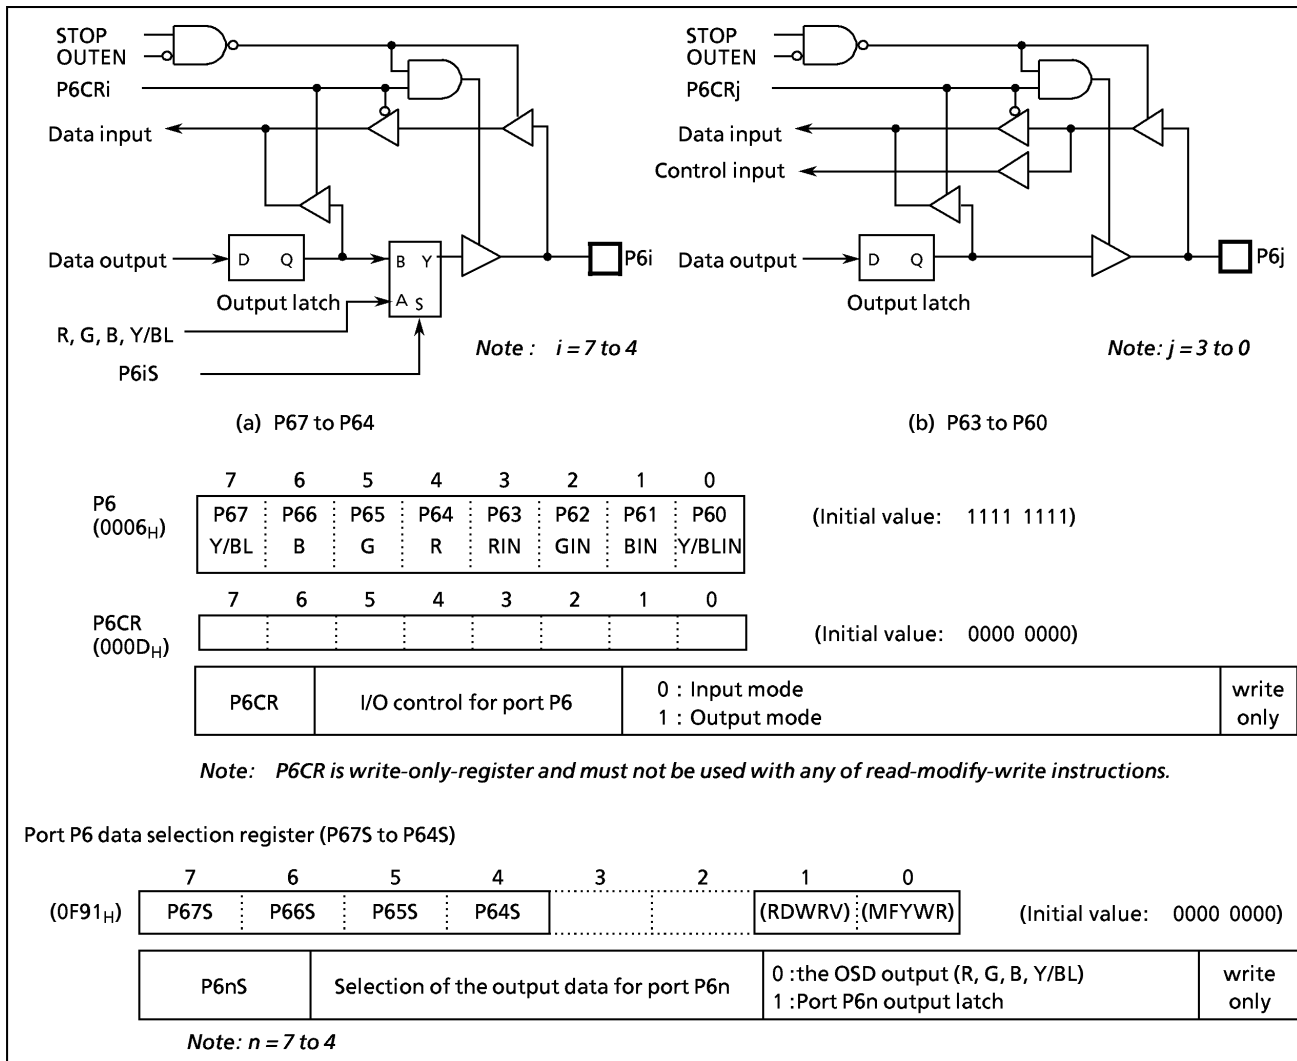 STOP
OUTEN
P6CRi
Data input
Data output
D Q
B Y
A S
Output latch
R, G, B, Y/BL
P6iS
P6i
Note : i = 7 to 4
(a) P67 to P64
STOP
OUTEN
P6CRj
Data input
Control input
Data output
D Q
Output latch
P6j
Note: j = 3 to 0
(b) P63 to P60
7 6 5 4 3 2 1 0
P6
(0006H)
P67 P66 P65 P64 P63 P62 P61 P60
Y/BL B G R RIN GIN BIN Y/BLIN
(Initial value: 1111 1111)
7 6 5 4 3 2 1 0
P6CR
(000DH)
(Initial value: 0000 0000)
P6CR
I/O control for port P6
0 : Input mode
1 : Output mode
write
only
Note: P6CR is write-only-register and must not be used with any of read-modify-write instructions.
Port P6 data selection register (P67S to P64S)
7 6 5 4 3 2 1 0
(0F91H) P67S P66S P65S P64S (RDWRV) (MFYWR) (Initial value: 0000 0000)
P6nS
Selection of the output data for port P6n
0 :the OSD output (R, G, B, Y/BL)
1 :Port P6n output latch
write
only
Note: n = 7 to 4